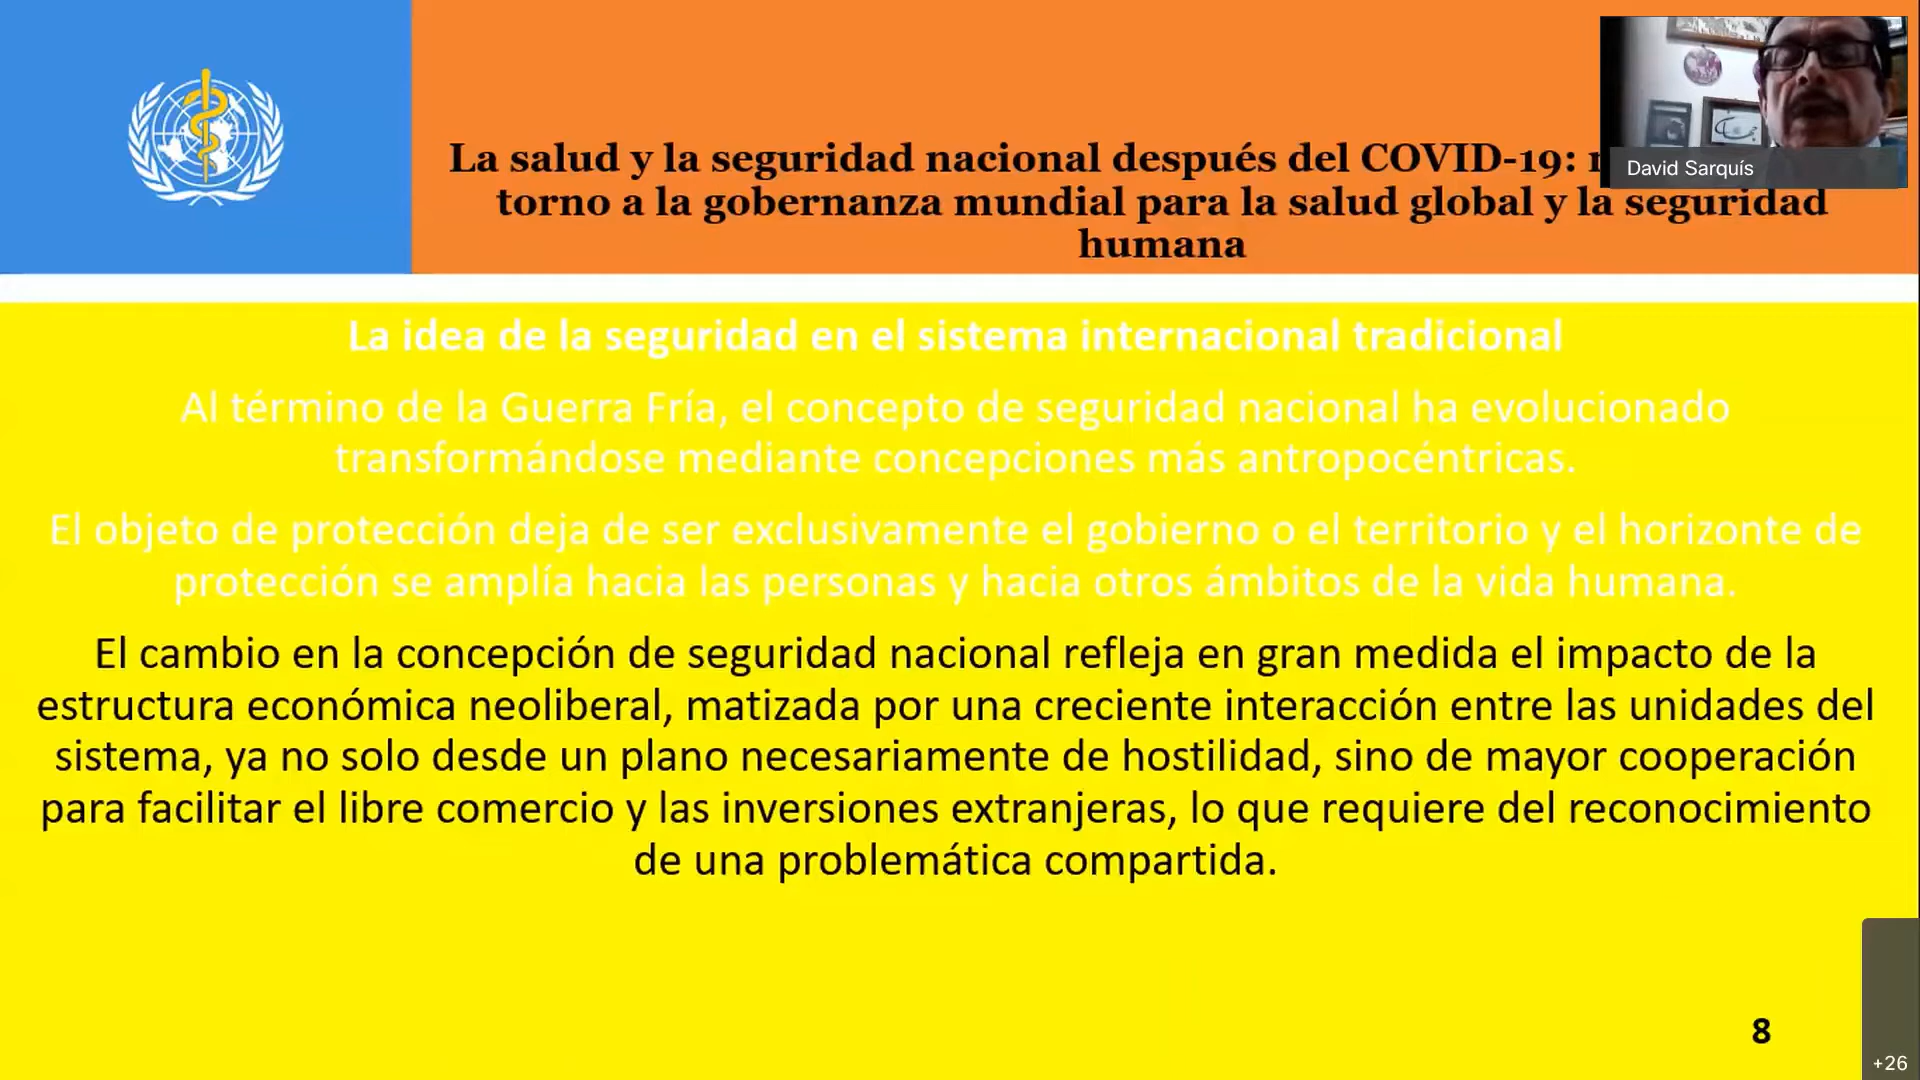 La salud y la seguridad nacional después del COVID-19:
torno a la gobernanza mundial para la salud global y la seguridad
humana
David Sarquís
La idea de la seguridad en el sistema internacional tradicional
Al término de la Guerra Fría, el concepto de seguridad nacional ha evolucionado
transformándose mediante concepciones más antropocéntricas.
El objeto de protección deja de ser exclusivamente el gobierno o el territorio y el horizonte de
protección se amplía hacia las personas y hacia otros ámbitos de la vida humana.
El cambio en la concepción de seguridad nacional refleja en gran medida el impacto de la
estructura económica neoliberal, matizada por una creciente interacción entre las unidades del
sistema, ya no solo desde un plano necesariamente de hostilidad, sino de mayor cooperación
para facilitar el libre comercio y las inversiones extranjeras, lo que requiere del reconocimiento
de una problemática compartida.
8
+26